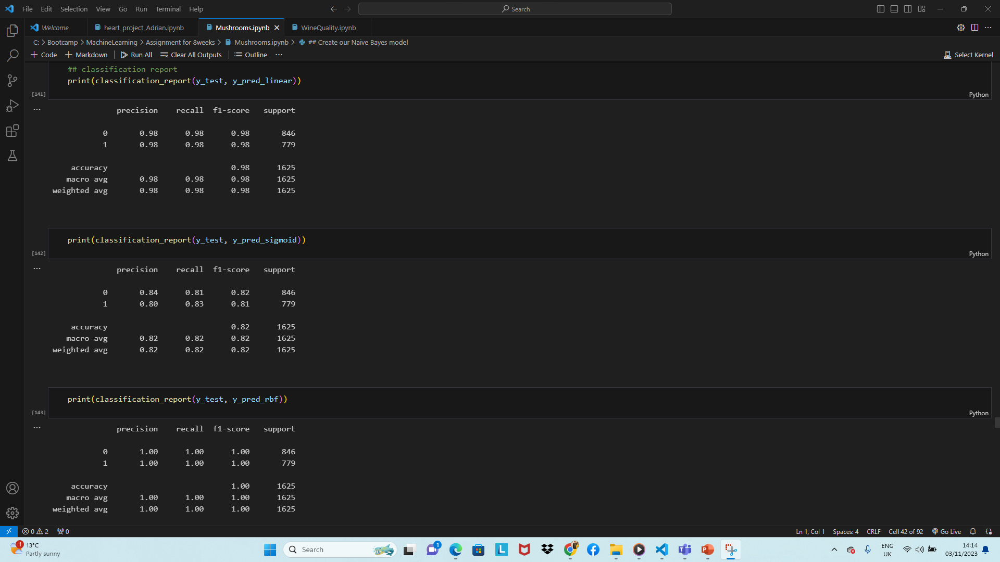 File Edit Selection View Go Run Terminal Help
Search
Welcome heart_project_Adrian.ipynb Mushrooms.ipynb WineQuality.ipynb
C: > Bootcamp > MachineLearning > Assignment for 8weeks > Mushrooms.ipynb > ## Create our Naive Bayes model
+ Code + Markdown Run All Clear All Outputs Outline ...
Select Kernel
## classification report
print(classification_report(y_test, y_pred_linear))
[141]
Python
...
precision recall f1-score support
0 0.98 0.98 0.98 846
1 0.98 0.98 0.98 779
accuracy 0.98 1625
macro avg 0.98 0.98 0.98 1625
weighted avg 0.98 0.98 0.98 1625
print(classification_report(y_test, y_pred_sigmoid))
[142]
Python
...
precision recall f1-score support
0 0.84 0.81 0.82 846
1 0.80 0.83 0.81 779
accuracy 0.82 1625
macro avg 0.82 0.82 0.82 1625
weighted avg 0.82 0.82 0.82 1625
print(classification_report(y_test, y_pred_rbf))
[143]
Python
...
precision recall f1-score support
0 1.00 1.00 1.00 846
1 1.00 1.00 1.00 779
accuracy 1.00 1625
macro avg 1.00 1.00 1.00 1625
weighted avg 1.00 1.00 1.00 1625
0 2 0
Ln 1, Col 1 Spaces: 4 CRLF Cell 42 of 92 Go Live
1
13°C
Partly sunny
Search
1
L
P
ENG
UK
14:14
03/11/2023